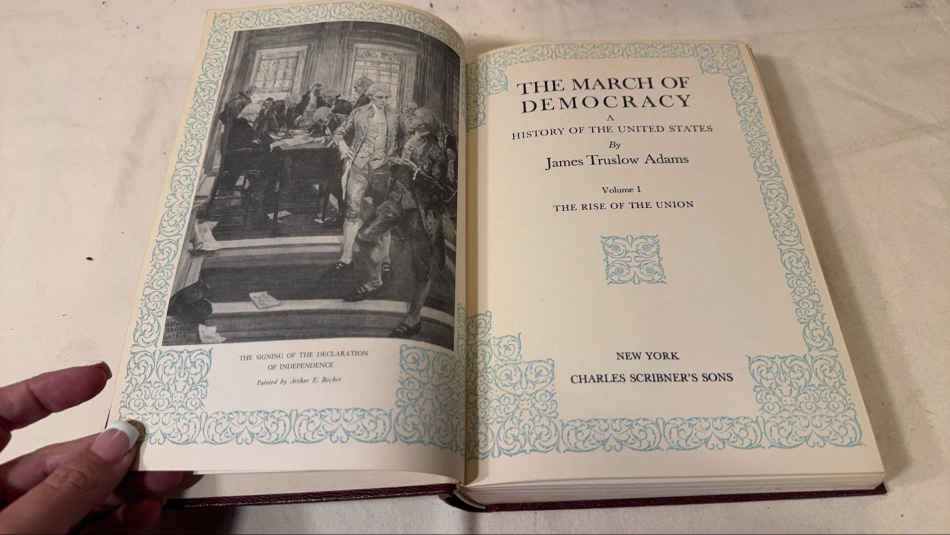 THE SIGNING OF THE DECLARATION
OF INDEPENDENCE
Painted by Arthur E. Becher
THE MARCH OF
DEMOCRACY
A
HISTORY OF THE UNITED STATES
By
James Truslow Adams
Volume I
THE RISE OF THE UNION
NEW YORK
CHARLES SCRIBNER'S SONS